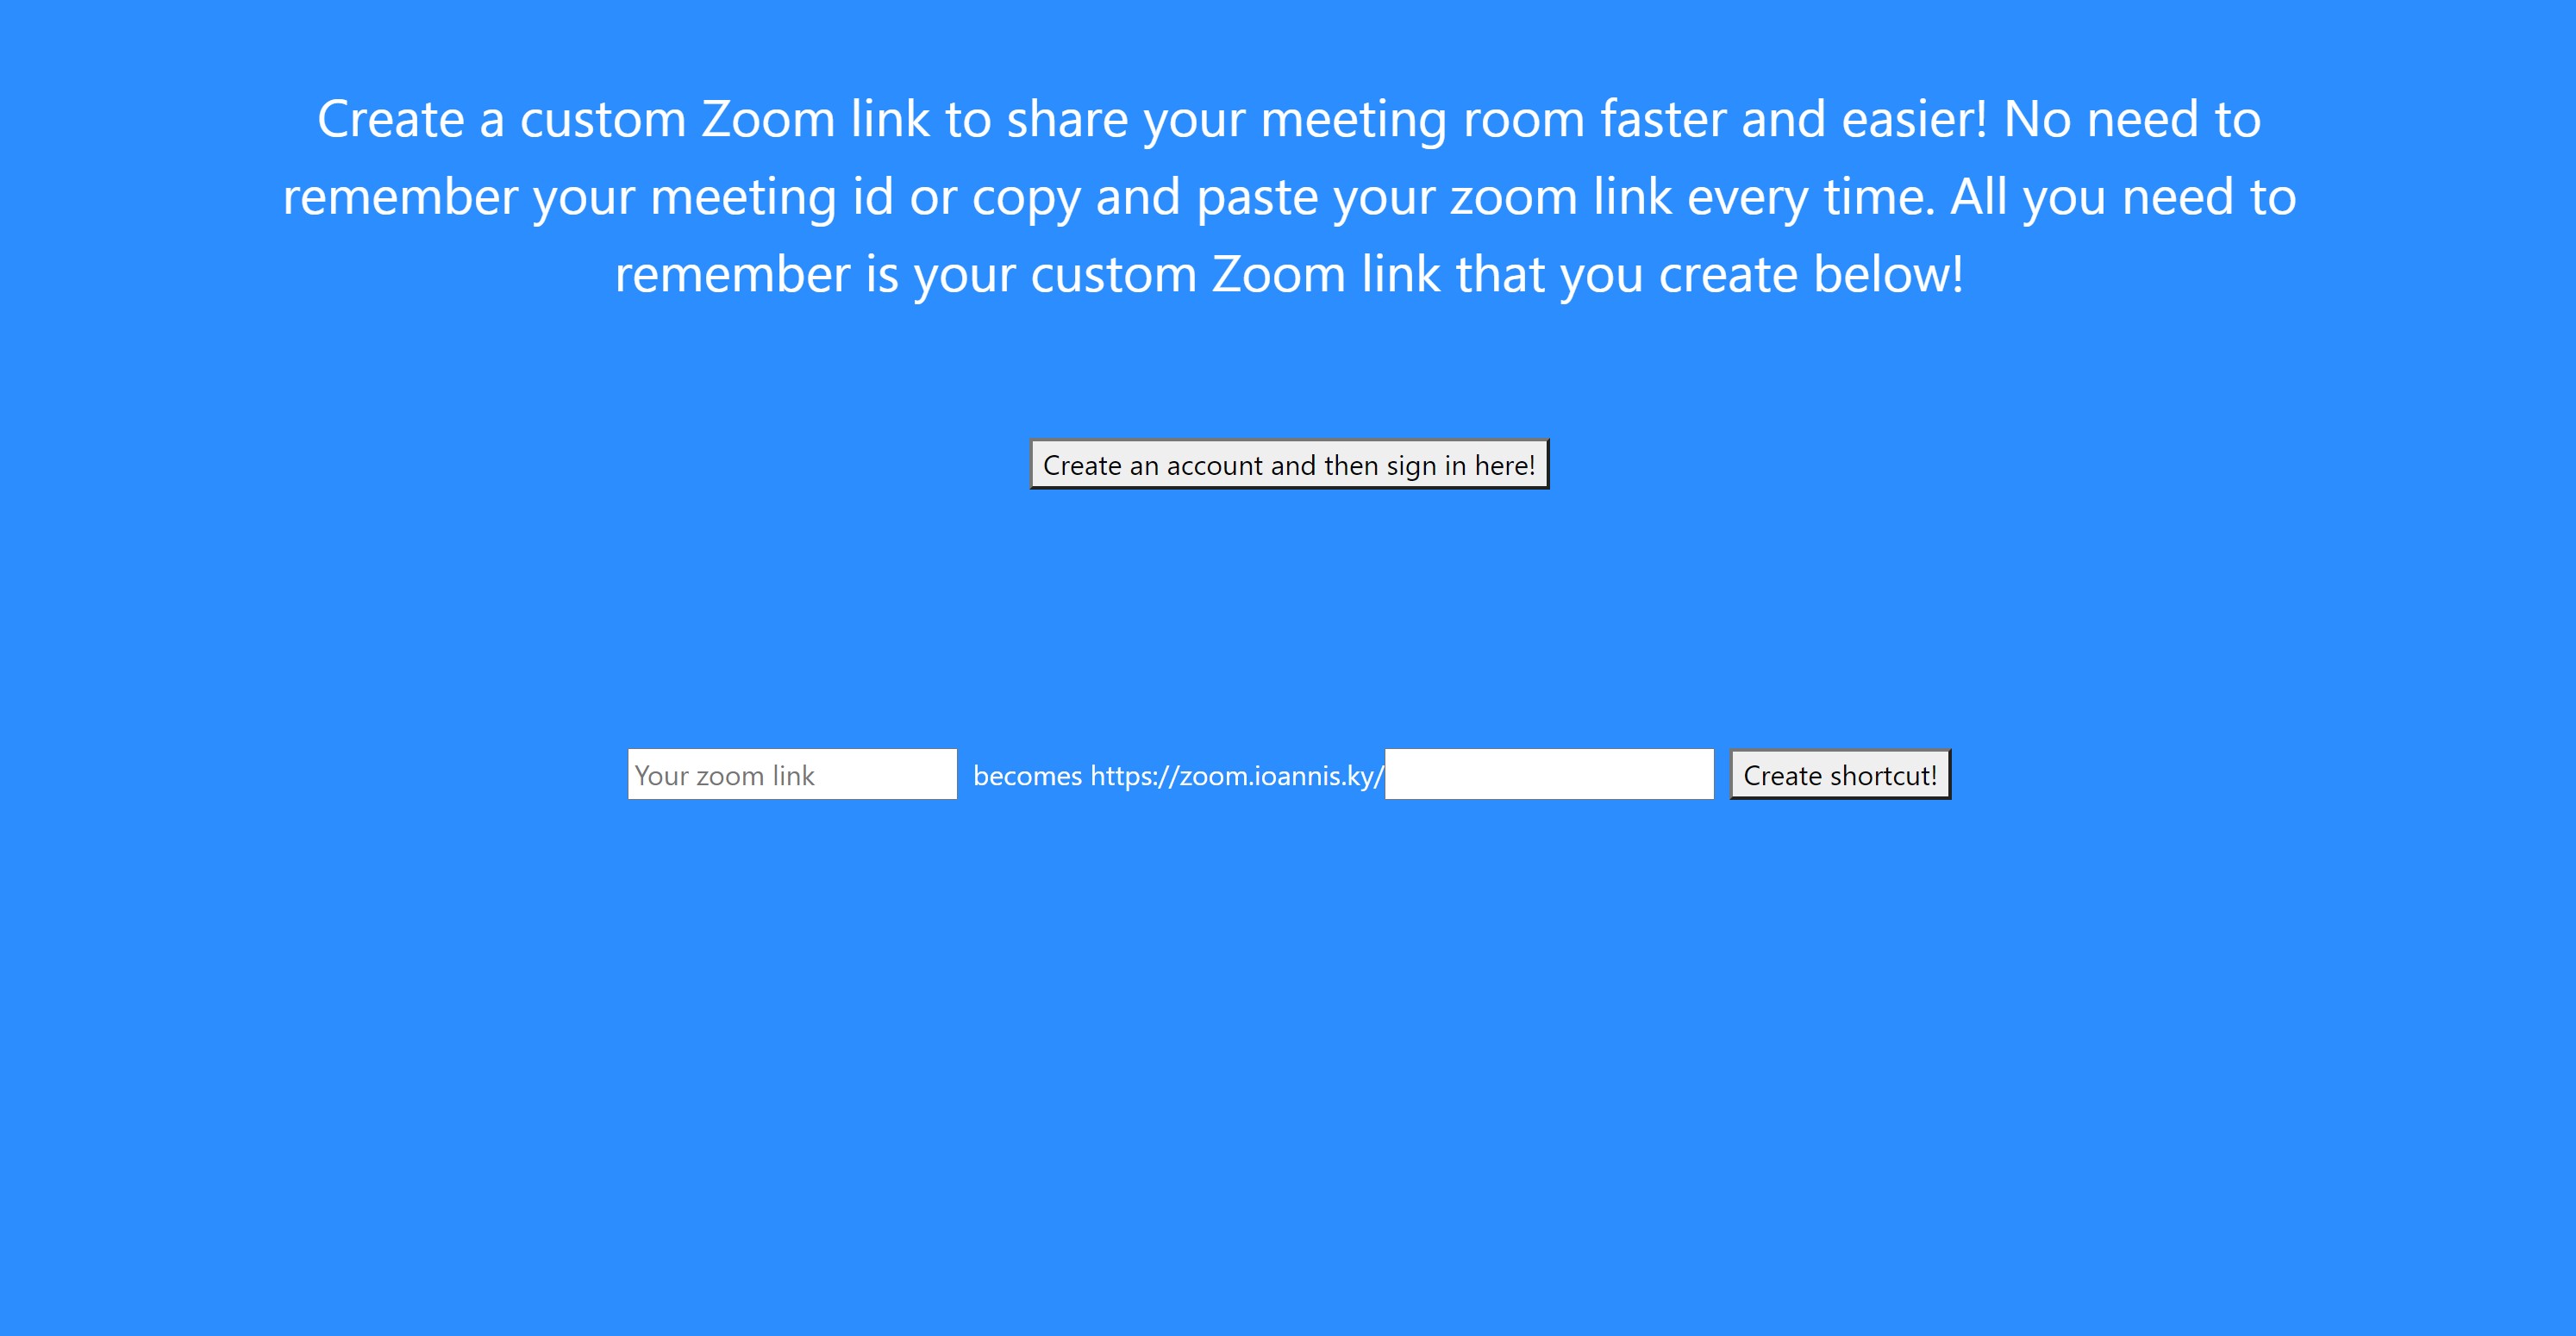 Create a custom Zoom link to share your meeting room faster and easier! No need to
remember your meeting id or copy and paste your zoom link every time. All you need to
remember is your custom Zoom link that you create below!
Create an account and then sign in here!
Your zoom link becomes https://zoom.ioannis.ky/ Create shortcut!